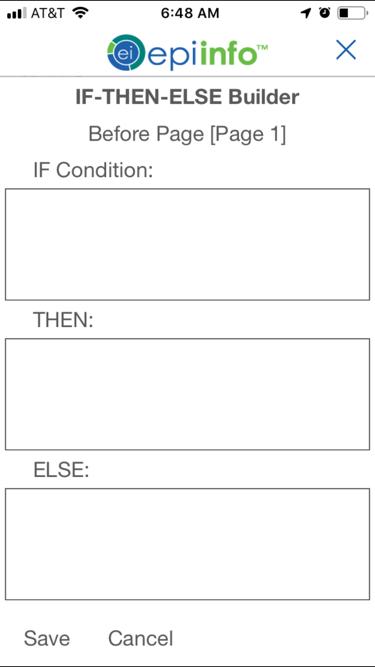 AT&T 6:48 AM
ei epiinfo™
IF-THEN-ELSE Builder
Before Page [Page 1]
IF Condition:
THEN:
ELSE:
Save Cancel